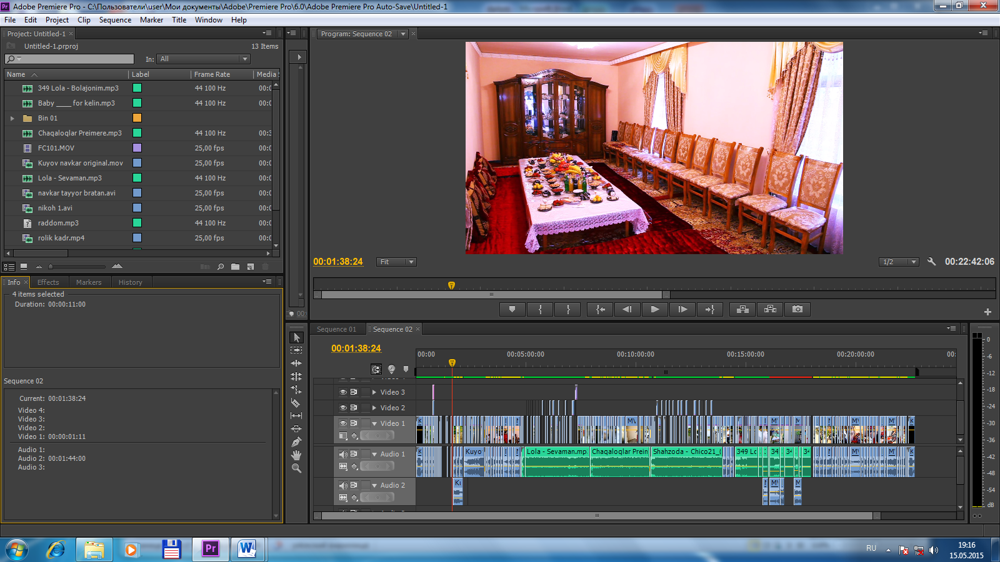 Adobe Premiere Pro - C:\Пользователи\user\Мои документы\Adobe\Premiere Pro\6.0\Adobe Premiere Pro Auto-Save\Untitled-1
File Edit Project Clip Sequence Marker Title Window Help
Project: Untitled-1
Untitled-1.prproj 13 Items
In: All
Name Label Frame Rate Media
349 Lola - Bolajonim.mp3 44 100 Hz 00:0
Baby ____ for kelin.mp3 44 100 Hz 00:0
Bin 01
Chaqaloqlar Preimere.mp3 44 100 Hz 00:3
FC101.MOV 25,00 fps 00:0
Kuyov navkar original.mov 25,00 fps 00:0
Lola - Sevaman.mp3 44 100 Hz 00:0
navkar tayyor bratan.avi 25,00 fps 00:0
nikoh 1.avi 25,00 fps 00:0
raddom.mp3 44 100 Hz 00:0
rolik kadr.mp4 25,00 fps 00:0
Info Effects Markers History
4 items selected
Duration: 00:00:11:00
Sequence 02
Current: 00:01:38:24
Video 4:
Video 3:
Video 2:
Video 1: 00:00:01:11
Audio 1:
Audio 2: 00:01:44:00
Audio 3:
00:
Program: Sequence 02
00:01:38:24 Fit 1/2 00:22:42:06
Sequence 01 Sequence 02
00:01:38:24
00:00 00:05:00:00 00:10:00:00 00:15:00:00 00:20:00:00 00:
Video 3
Video 2
Video 1
Audio 1 Kuyo Lola - Sevaman.mp. Chaqaloqlar Prein Shahzoda - Chico21_( 349 Lo 34 34 34
Audio 2
0
-6
-12
-18
-24
-30
-36
-42
-48
-54
dB
RU
19:16
15.05.2015